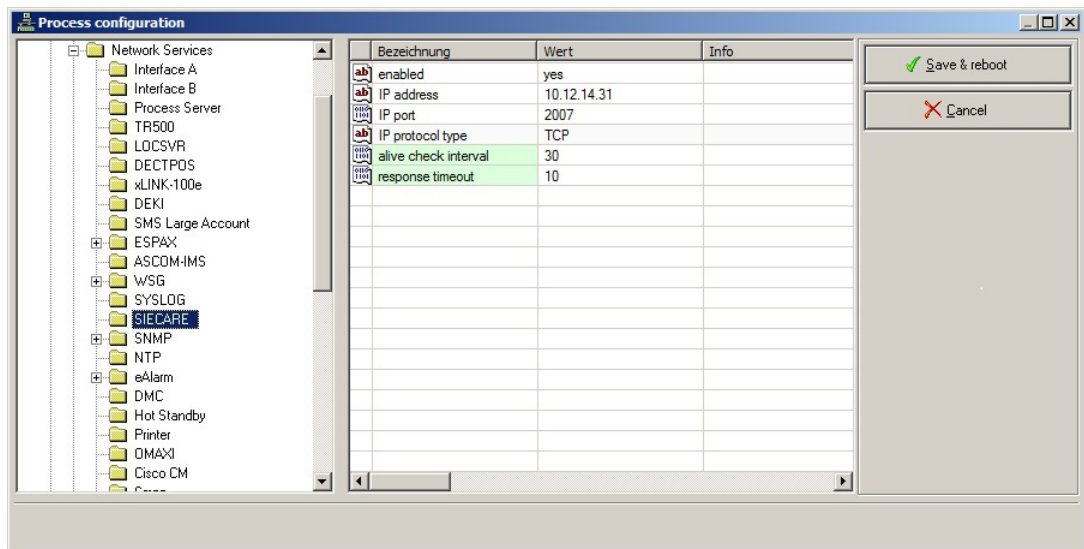 Process configuration
Network Services
Interface A
Interface B
Process Server
TR500
LOCSVR
DECTPOS
xLINK-100e
DEKI
SMS Large Account
ESPAX
ASCOM-IMS
WSG
SYSLOG
SIECARE
SNMP
NTP
eAlarm
DMC
Hot Standby
Printer
OMAXI
Cisco CM
Bezeichnung Wert Info
enabled yes
IP address 10.12.14.31
IP port 2007
IP protocol type TCP
alive check interval 30
response timeout 10
Save & reboot
Cancel